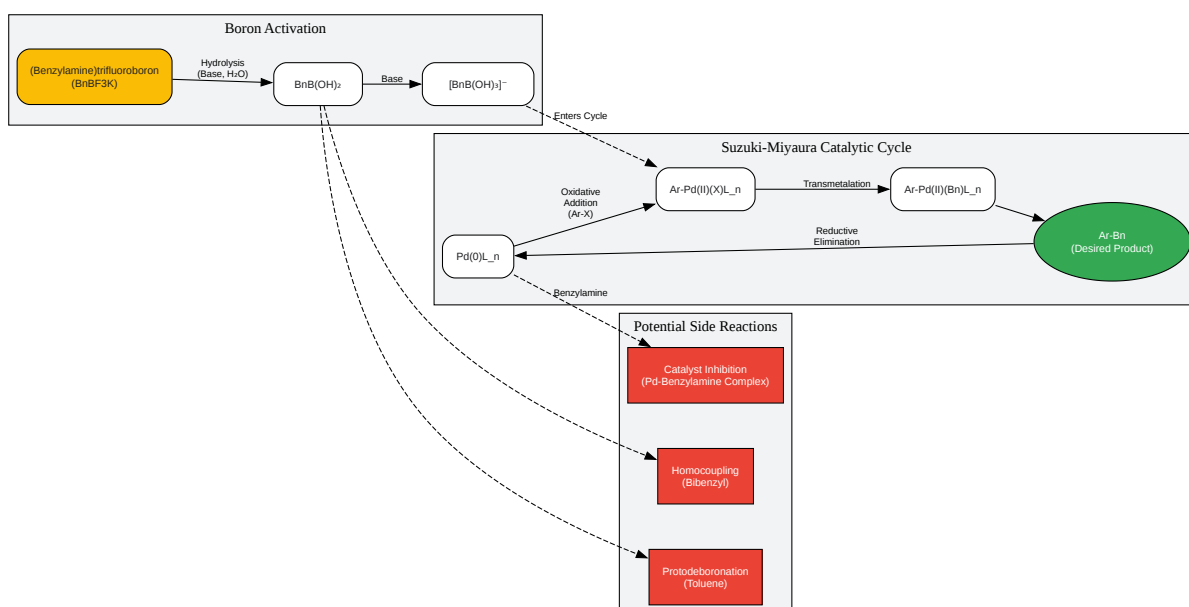 Boron Activation
(Benzylamine)trifluoroboron
(BnBF3K)
Hydrolysis
(Base, H₂O)
BnB(OH)₂
Base
[BnB(OH)₃]⁻
Enters Cycle
Suzuki-Miyaura Catalytic Cycle
Pd(0)L_n
Oxidative
Addition
(Ar-X)
Ar-Pd(II)(X)L_n
Transmetalation
Ar-Pd(II)(Bn)L_n
Ar-Bn
(Desired Product)
Reductive
Elimination
Benzylamine
Potential Side Reactions
Catalyst Inhibition
(Pd-Benzylamine Complex)
Homocoupling
(Bibenzyl)
Protodeboronation
(Toluene)